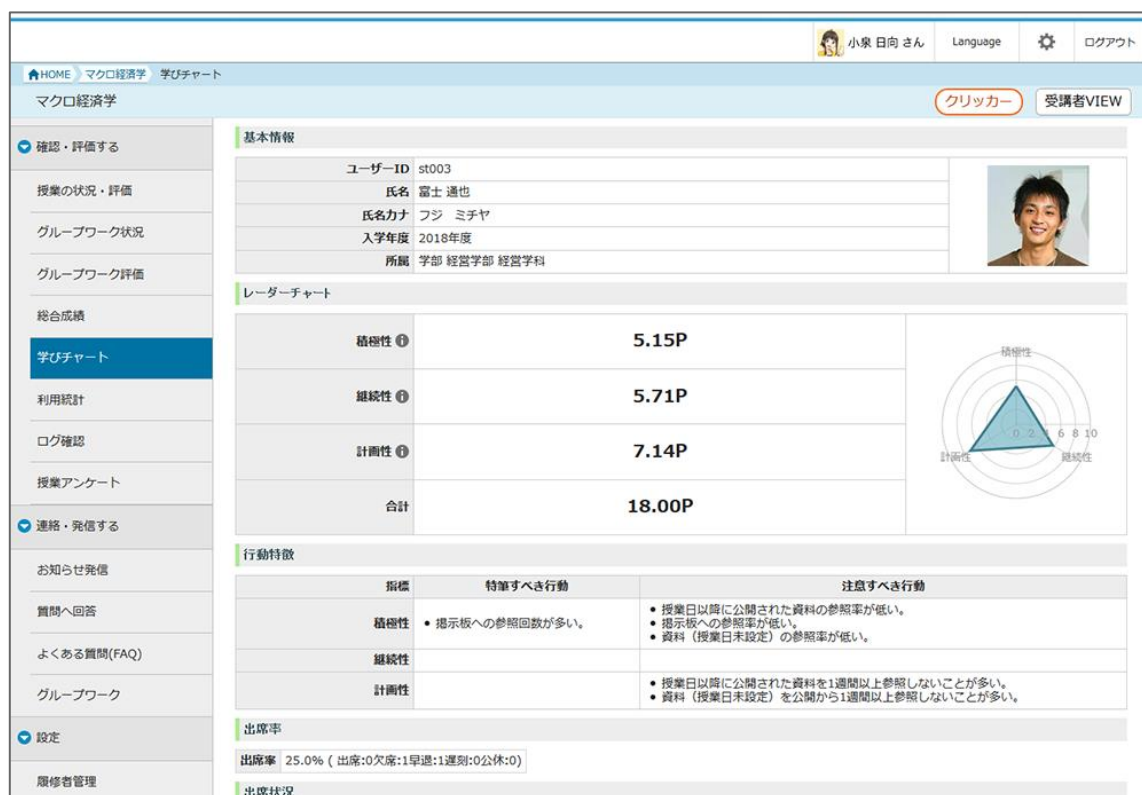 小泉 日向 さん Language ログアウト
HOME マクロ経済学 学びチャート
マクロ経済学 クリッカー 受講者VIEW
確認・評価する
授業の状況・評価
グループワーク状況
グループワーク評価
総合成績
学びチャート
利用統計
ログ確認
授業アンケート
連絡・発信する
お知らせ発信
質問へ回答
よくある質問(FAQ)
グループワーク
設定
履修者管理
基本情報
ユーザーID st003
氏名 富士 通也
氏名カナ フジ ミチヤ
入学年度 2018年度
所属 学部 経営学部 経営学科
レーダーチャート
積極性 5.15P
継続性 5.71P
計画性 7.14P
合計 18.00P
積極性
0 2 4 6 8 10
計画性 継続性
行動特徴
指標 特筆すべき行動 注意すべき行動
積極性 • 掲示板への参照回数が多い。
• 授業日以降に公開された資料の参照率が低い。
• 掲示板への参照率が低い。
• 資料（授業日未設定）の参照率が低い。
継続性
計画性
• 授業日以降に公開された資料を1週間以上参照しないことが多い。
• 資料（授業日未設定）を公開から1週間以上参照しないことが多い。
出席率
出席率 25.0% ( 出席:0欠席:1早退:1遅刻:0公休:0)
出席状況